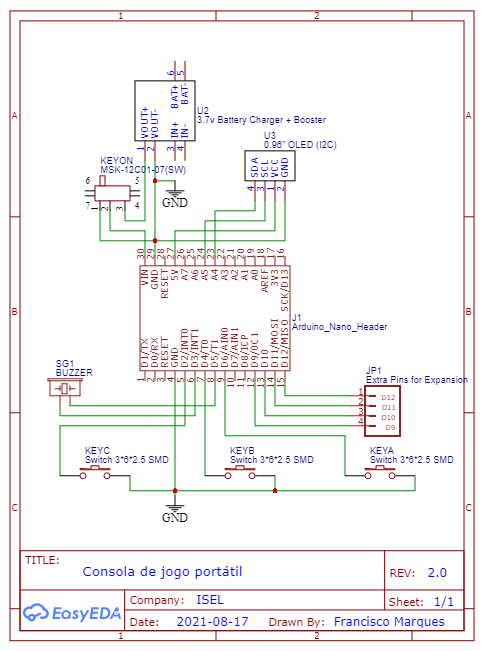 1
2
A
A
6
5
BAT+
BAT-
U2
3.7v Battery Charger + Booster
VOUT+
VOUT-
IN+
IN-
1
2
3
4
U3
0.96" OLED (I2C)
SDA
SCL
VCC
GND
4
3
1
2
KEYON
MSK-12C01-07(SW)
6
5
7
4
1
2
3
GND
30
29
28
27
26
25
24
23
22
21
20
19
18
17
16
VIN
GND
RESET
5V
A7
A6
A5
A4
A3
A2
A1
A0
AREF
3V3
SCK/D13
B
B
J1
Arduino_Nano_Header
D1/TX
D0/RX
RESET
GND
D2/INT0
D3/INT1
D4/T0
D5/T1
D6/AIN0
D7/AIN1
D8/ICP
D9/OC1
D10
D11/MOSI
D12/MISO
1
2
3
4
5
6
7
8
9
10
11
12
13
14
15
SG1
BUZZER
JP1
Extra Pins for Expansion
1
D12
2
D11
3
D10
4
D9
KEYC
Switch 3*6*2.5 SMD
KEYB
Switch 3*6*2.5 SMD
KEYA
Switch 3*6*2.5 SMD
C
C
GND
TITLE:
Consola de jogo portátil
REV:
2.0
EasyEDA
Company:
ISEL
Sheet:
1/1
Date:
2021-08-17
Drawn By:
Francisco Marques
1
2